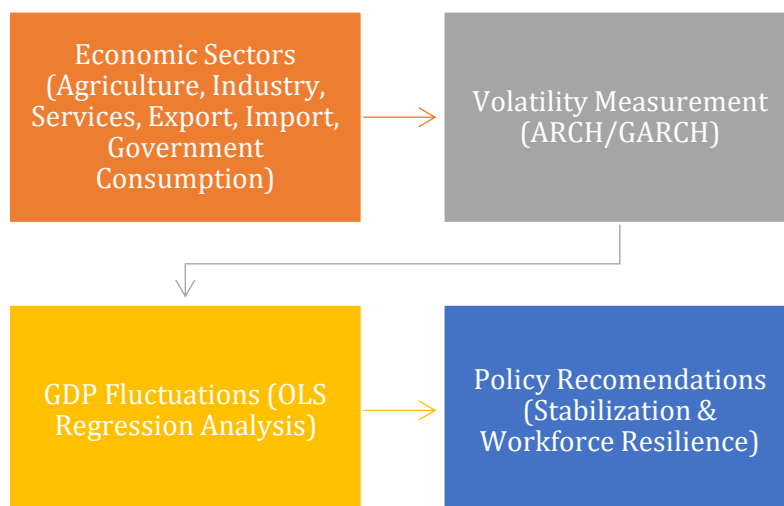 Economic Sectors
(Agriculture, Industry,
Services, Export, Import,
Government
Consumption)
Volatility Measurement
(ARCH/GARCH)
GDP Fluctuations (OLS
Regression Analysis)
Policy Recomendations
(Stabilization &
Workforce Resilience)